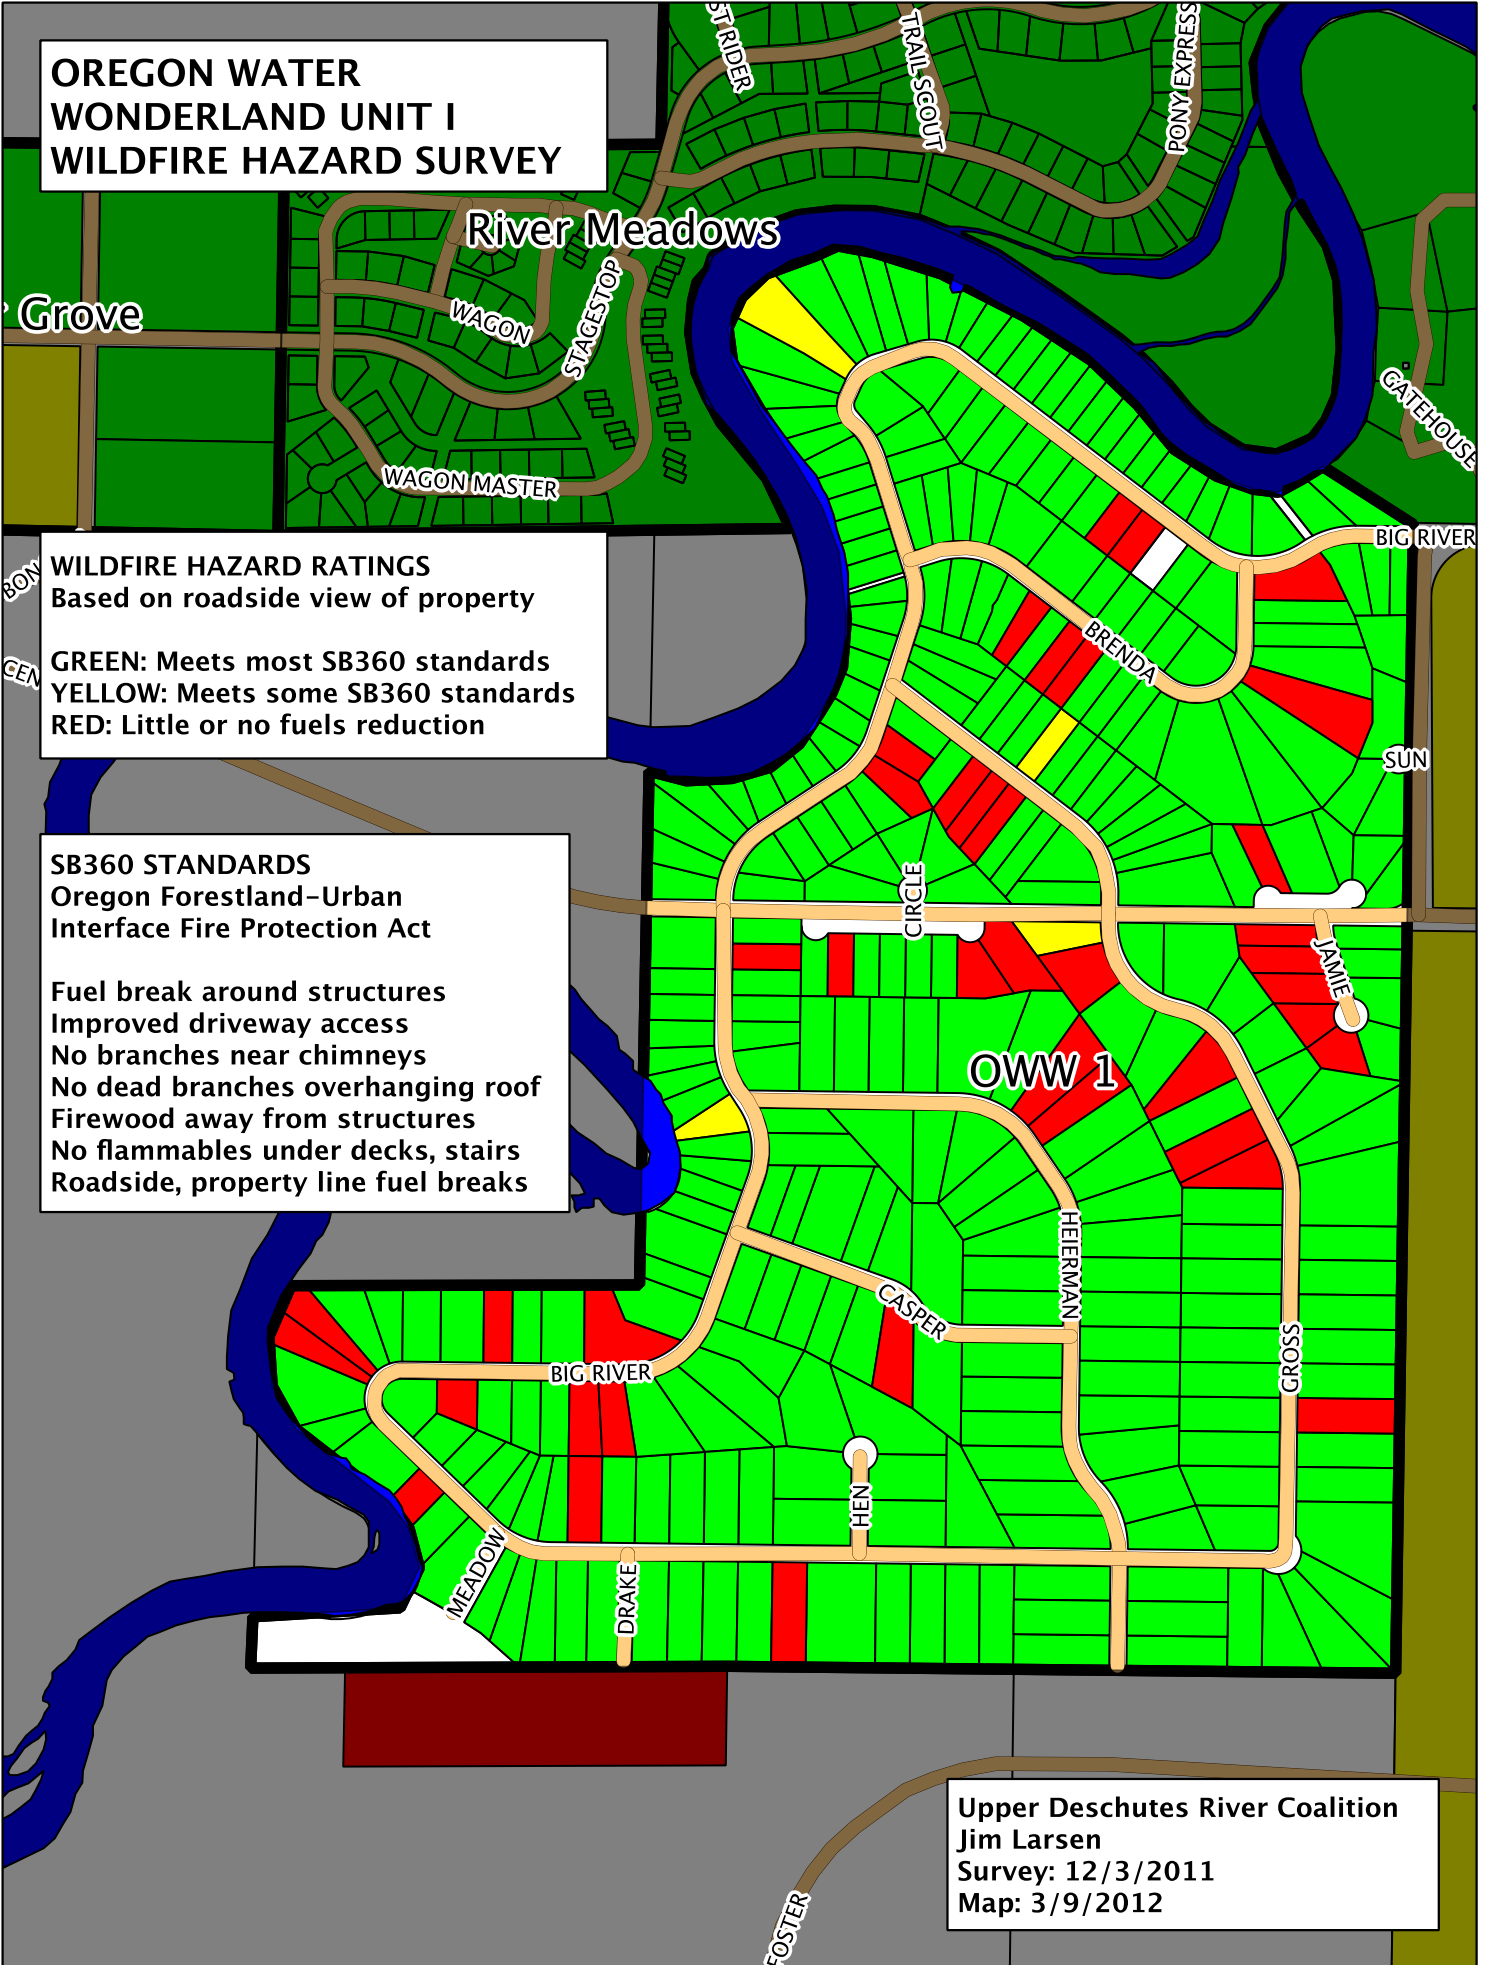 OREGON WATER
WONDERLAND UNIT I
WILDFIRE HAZARD SURVEY
ST RIDER
TRAIL SCOUT
PONY EXPRESS
River Meadows
Grove
WAGON
STAGESTOP
WAGON MASTER
GATEHOUSE
BIG RIVER
BON
CEN
WILDFIRE HAZARD RATINGS
Based on roadside view of property
GREEN: Meets most SB360 standards
YELLOW: Meets some SB360 standards
RED: Little or no fuels reduction
BRENDA
SUN
SB360 STANDARDS
Oregon Forestland-Urban
Interface Fire Protection Act
Fuel break around structures
Improved driveway access
No branches near chimneys
No dead branches overhanging roof
Firewood away from structures
No flammables under decks, stairs
Roadside, property line fuel breaks
CIRCLE
JAMIE
OWW 1
HEIERMAN
CASPER
GROSS
BIG RIVER
HEN
MEADOW
DRAKE
Upper Deschutes River Coalition
Jim Larsen
Survey: 12/3/2011
Map: 3/9/2012
FOSTER